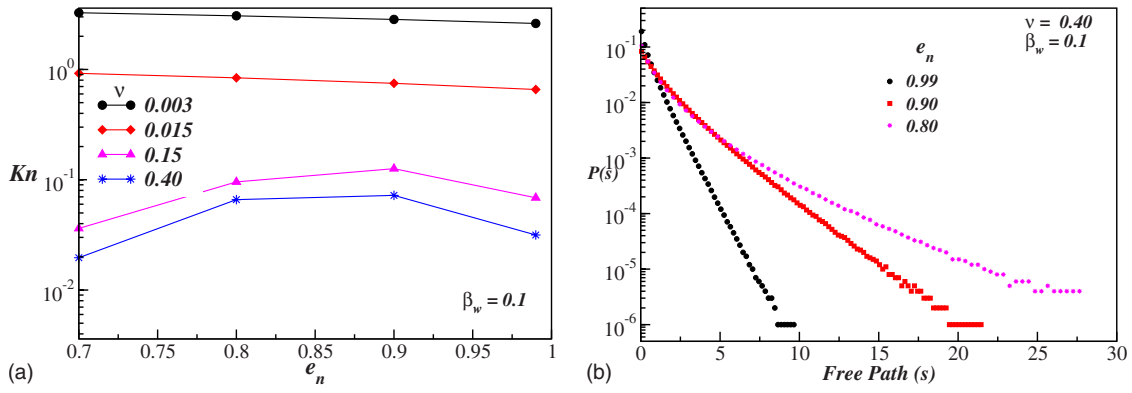 10^0
10^-1
10^-2
Kn
ν
0.003
0.015
0.15
0.40
β_w = 0.1
0.7 0.75 0.8 0.85 0.9 0.95 1
e_n
(a)
10^-1
10^-2
10^-3
10^-4
10^-5
10^-6
P(s)
ν = 0.40
β_w = 0.1
e_n
0.99
0.90
0.80
0 5 10 15 20 25 30
Free Path (s)
(b)